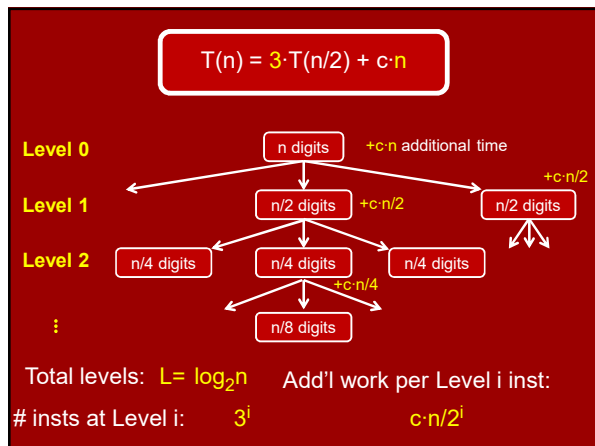 T(n) = 3·T(n/2) + c·n
Level 0
n digits
+c·n additional time
+c·n/2
Level 1
n/2 digits
+c·n/2
n/2 digits
Level 2
n/4 digits
n/4 digits
n/4 digits
+c·n/4
⋮
n/8 digits
Total levels: L= log₂n
Add'l work per Level i inst:
# insts at Level i: 3ⁱ
c·n/2ⁱ